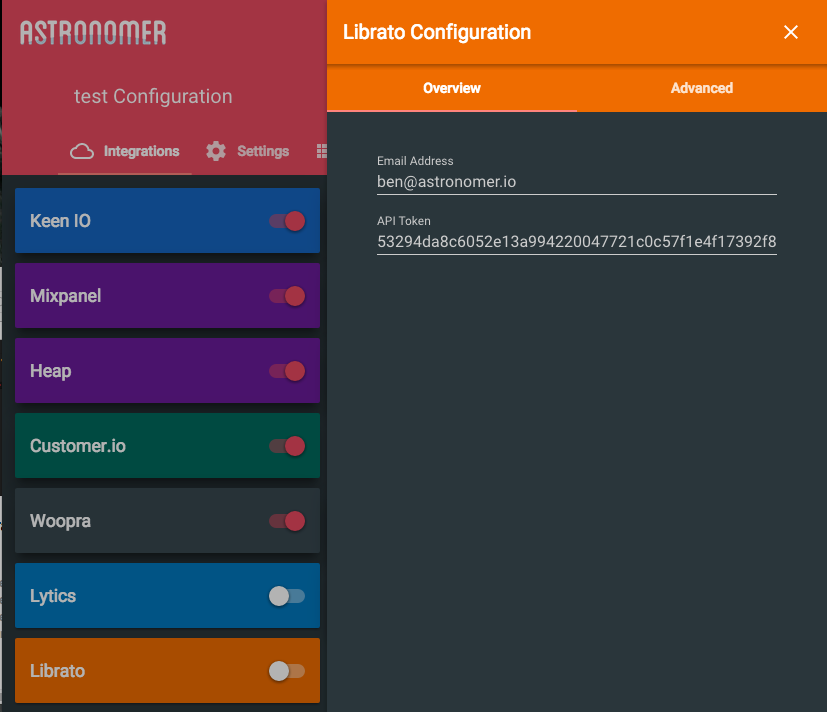 ASTRONOMER
test Configuration
Integrations
Settings
Keen IO
Mixpanel
Heap
Customer.io
Woopra
Lytics
Librato
Librato Configuration
Overview
Advanced
Email Address
ben@astronomer.io
API Token
53294da8c6052e13a994220047721c0c57f1e4f17392f8